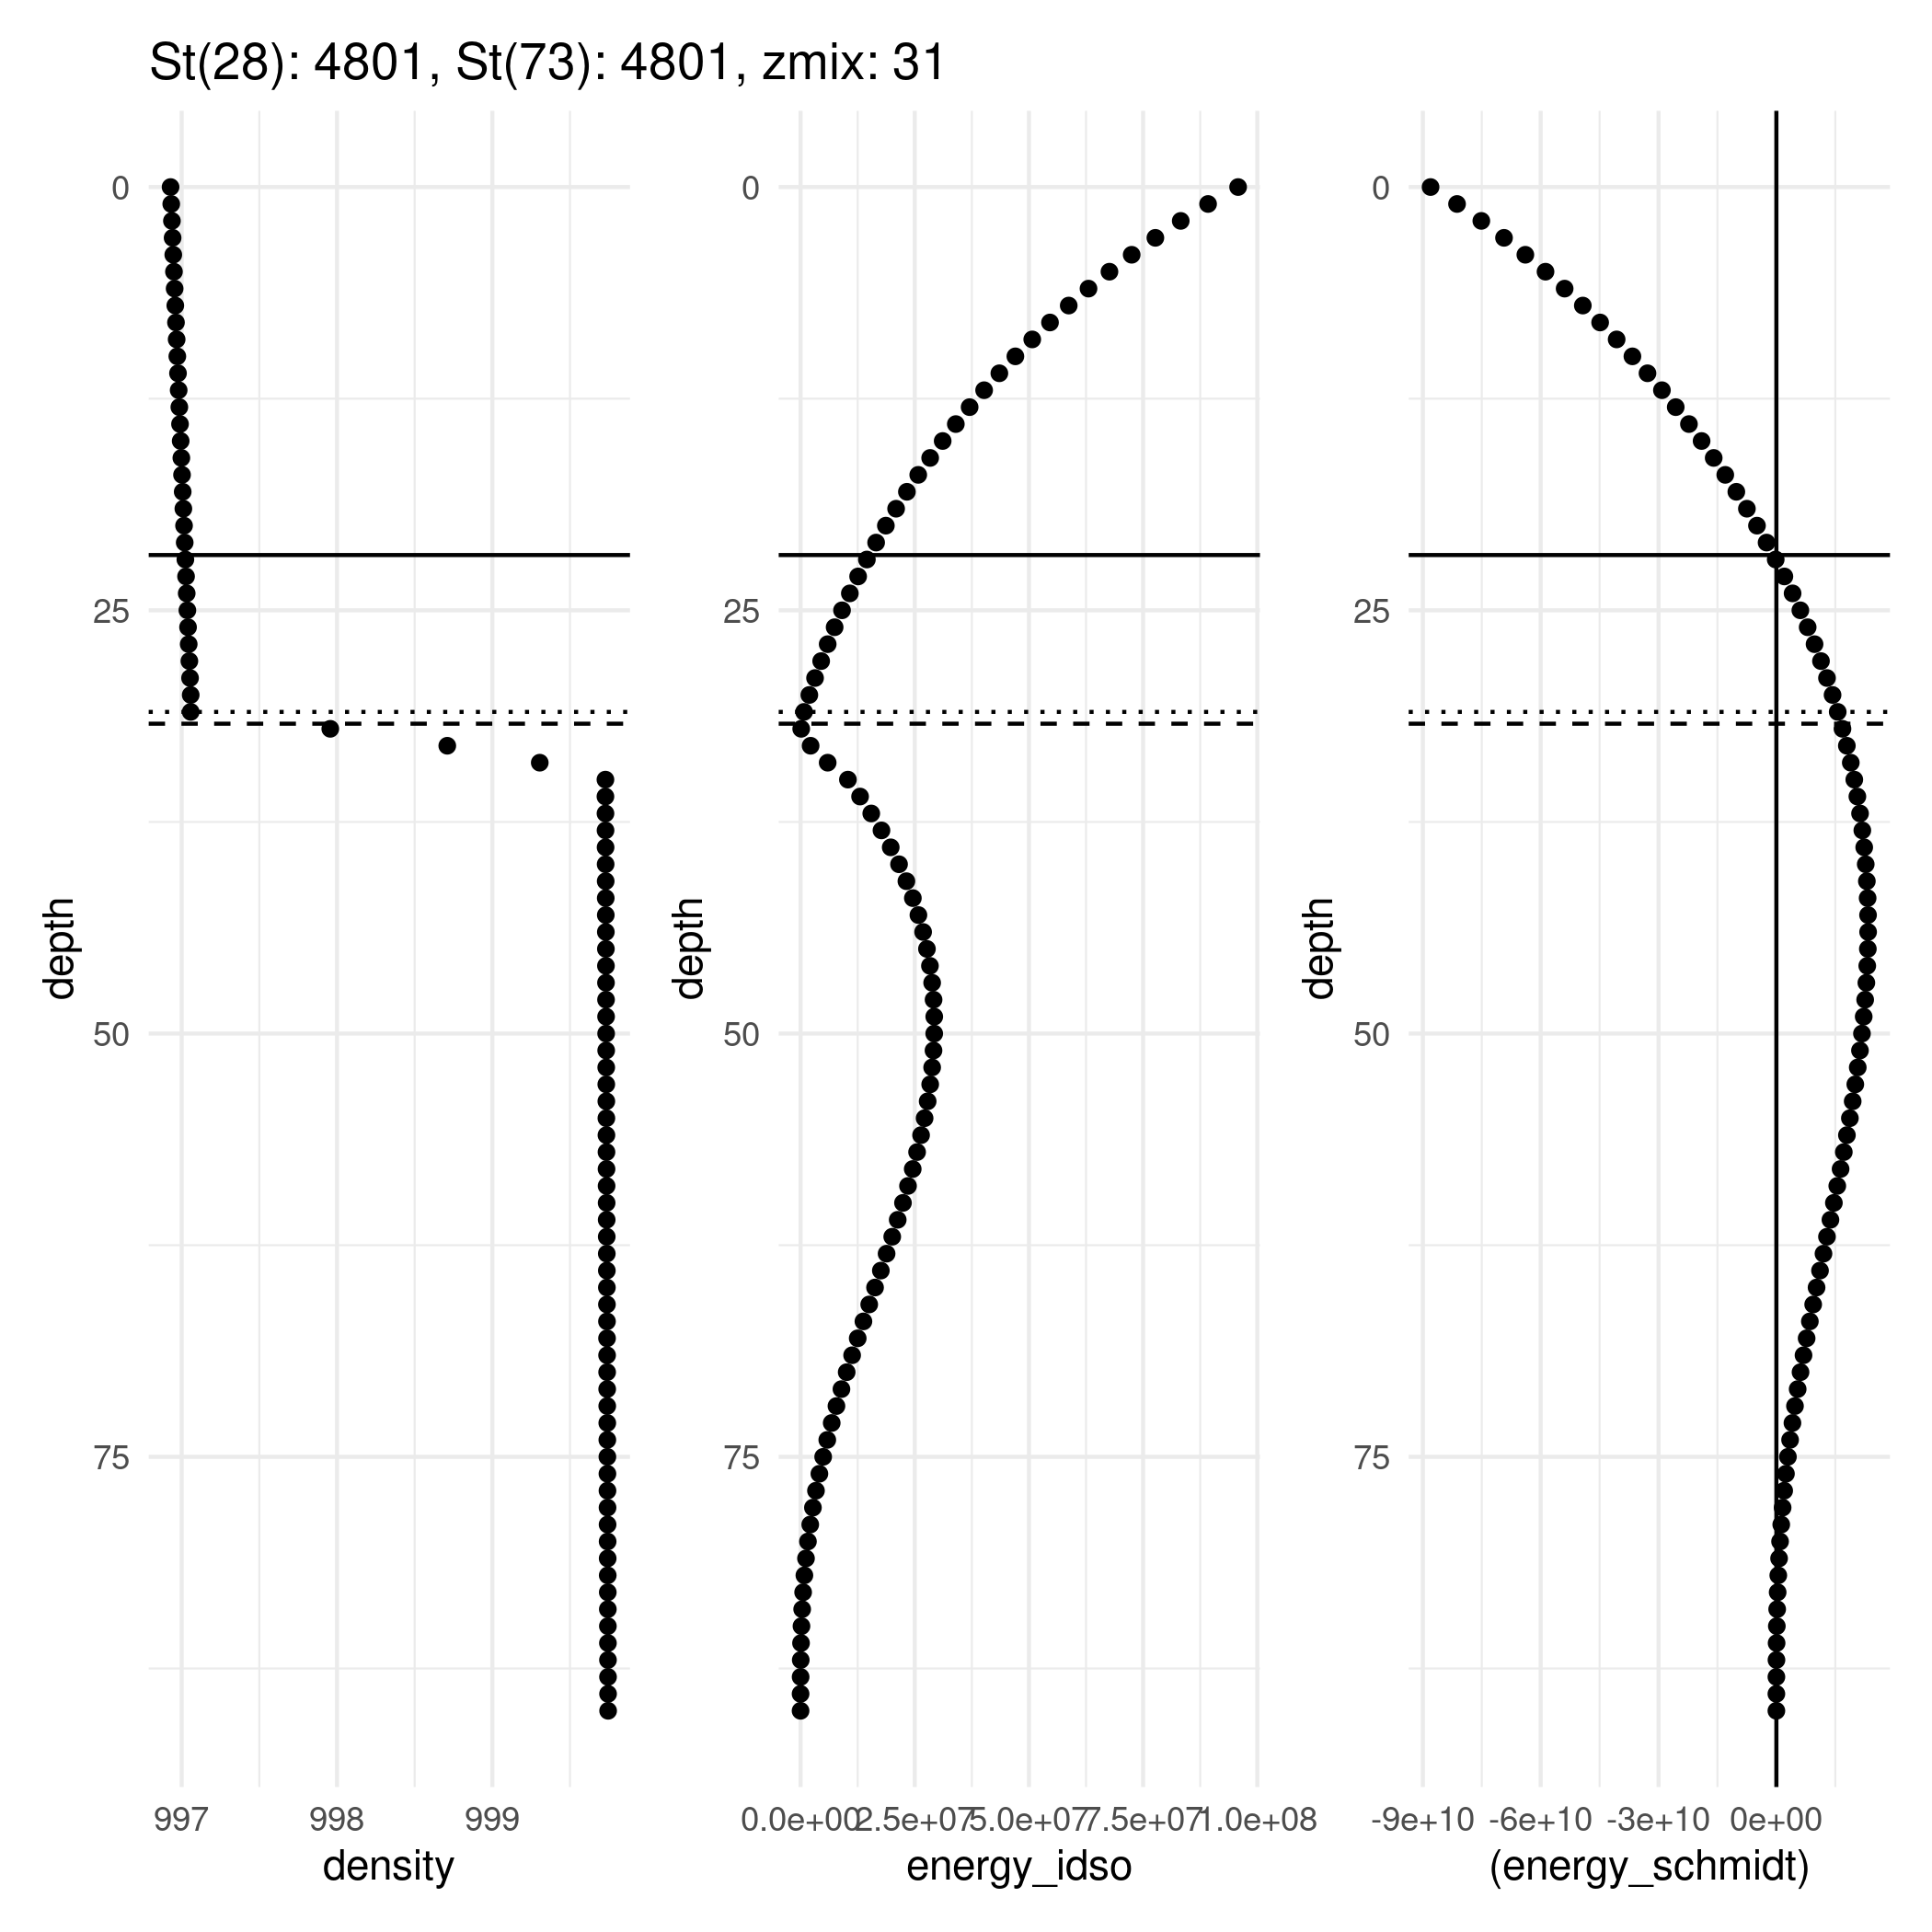 St(28): 4801, St(73): 4801, zmix: 31
0
25
50
75
depth
997 998 999
density
0
25
50
75
depth
0.0e+00 2.5e+07 5.0e+07 7.5e+07 1.0e+08
energy_idso
0
25
50
75
depth
-9e+10 -6e+10 -3e+10 0e+00
(energy_schmidt)